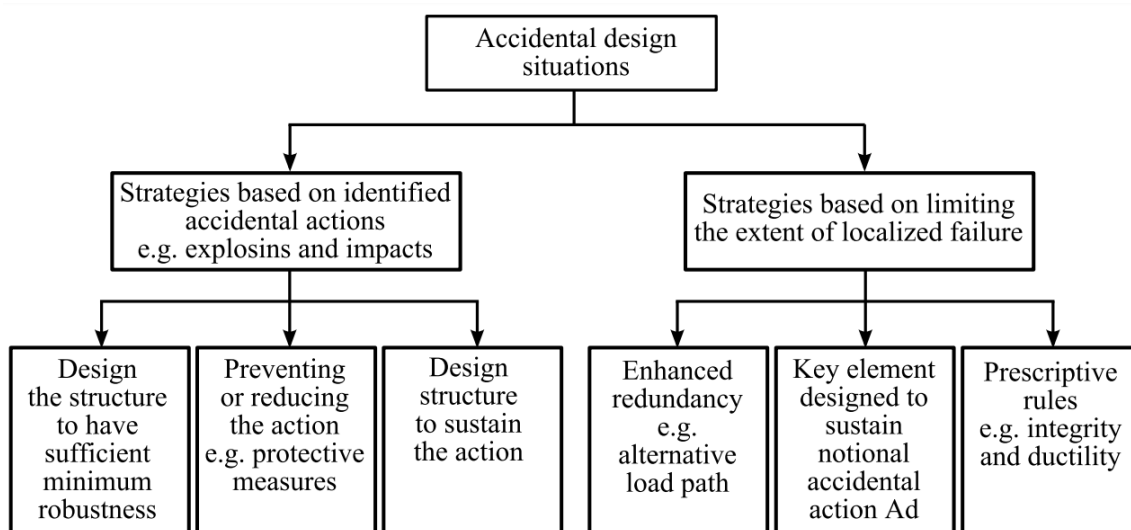 Accidental design
situations
Strategies based on identified
accidental actions
e.g. explosins and impacts
Strategies based on limiting
the extent of localized failure
Design
the structure
to have
sufficient
minimum
robustness
Preventing
or reducing
the action
e.g. protective
measures
Design
structure
to sustain
the action
Enhanced
redundancy
e.g.
alternative
load path
Key element
designed to
sustain
notional
accidental
action Ad
Prescriptive
rules
e.g. integrity
and ductility